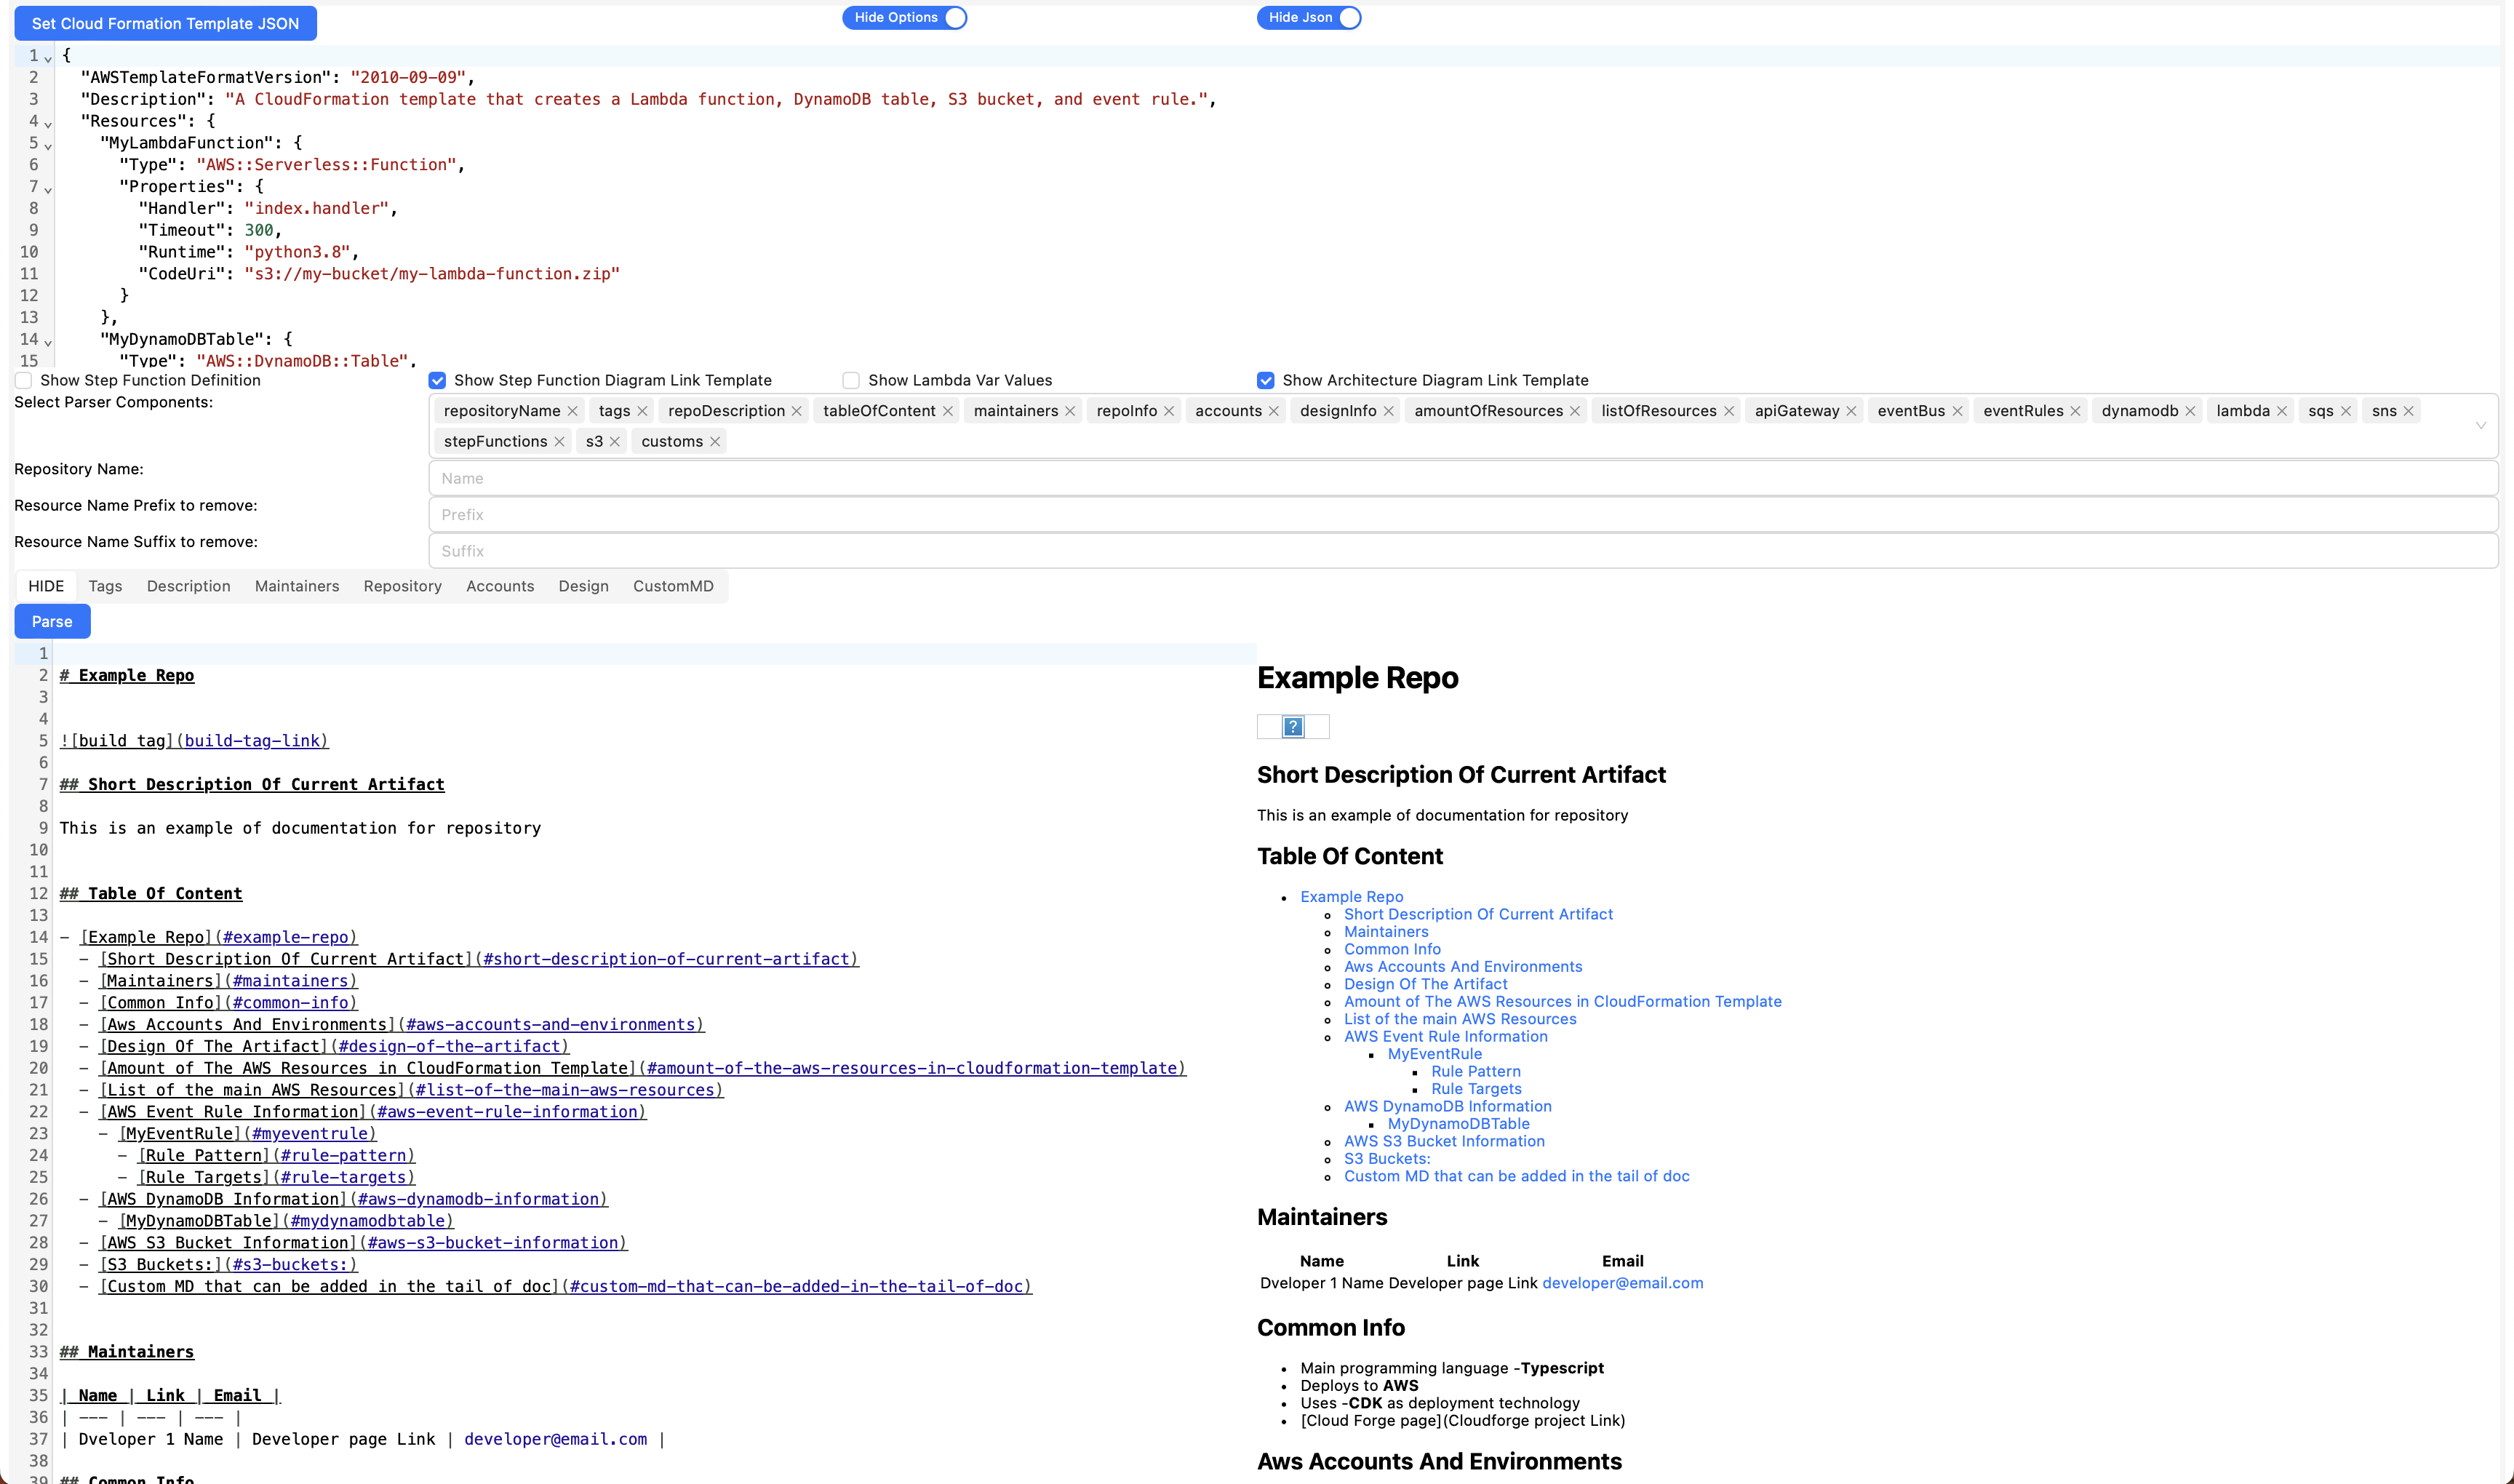 Set Cloud Formation Template JSON
Hide Options
Hide Json
1 {
2 "AWSTemplateFormatVersion": "2010-09-09",
3 "Description": "A CloudFormation template that creates a Lambda function, DynamoDB table, S3 bucket, and event rule.",
4 "Resources": {
5 "MyLambdaFunction": {
6 "Type": "AWS::Serverless::Function",
7 "Properties": {
8 "Handler": "index.handler",
9 "Timeout": 300,
10 "Runtime": "python3.8",
11 "CodeUri": "s3://my-bucket/my-lambda-function.zip"
12 }
13 },
14 "MyDynamoDBTable": {
15 "Type": "AWS::DynamoDB::Table",
Show Step Function Definition
Show Step Function Diagram Link Template
Show Lambda Var Values
Show Architecture Diagram Link Template
Select Parser Components:
repositoryName tags repoDescription tableOfContent maintainers repoInfo accounts designInfo amountOfResources listOfResources apiGateway eventBus eventRules dynamodb lambda sqs sns
stepFunctions s3 customs
Repository Name:
Name
Resource Name Prefix to remove:
Prefix
Resource Name Suffix to remove:
Suffix
HIDE Tags Description Maintainers Repository Accounts Design CustomMD
Parse
1
2 # Example Repo
3
4
5 ![build tag](build-tag-link)
6
7 ## Short Description Of Current Artifact
8
9 This is an example of documentation for repository
10
11
12 ## Table Of Content
13
14 - [Example Repo](#example-repo)
15 - [Short Description Of Current Artifact](#short-description-of-current-artifact)
16 - [Maintainers](#maintainers)
17 - [Common Info](#common-info)
18 - [Aws Accounts And Environments](#aws-accounts-and-environments)
19 - [Design Of The Artifact](#design-of-the-artifact)
20 - [Amount of The AWS Resources in CloudFormation Template](#amount-of-the-aws-resources-in-cloudformation-template)
21 - [List of the main AWS Resources](#list-of-the-main-aws-resources)
22 - [AWS Event Rule Information](#aws-event-rule-information)
23 - [MyEventRule](#myeventrule)
24 - [Rule Pattern](#rule-pattern)
25 - [Rule Targets](#rule-targets)
26 - [AWS DynamoDB Information](#aws-dynamodb-information)
27 - [MyDynamoDBTable](#mydynamodbtable)
28 - [AWS S3 Bucket Information](#aws-s3-bucket-information)
29 - [S3 Buckets:](#s3-buckets:)
30 - [Custom MD that can be added in the tail of doc](#custom-md-that-can-be-added-in-the-tail-of-doc)
31
32
33 ## Maintainers
34
35 | Name | Link | Email |
36 | --- | --- | --- |
37 | Dveloper 1 Name | Developer page Link | developer@email.com |
38
39 ## Common Info
Example Repo
?
Short Description Of Current Artifact
This is an example of documentation for repository
Table Of Content
Example Repo
Short Description Of Current Artifact
Maintainers
Common Info
Aws Accounts And Environments
Design Of The Artifact
Amount of The AWS Resources in CloudFormation Template
List of the main AWS Resources
AWS Event Rule Information
MyEventRule
Rule Pattern
Rule Targets
AWS DynamoDB Information
MyDynamoDBTable
AWS S3 Bucket Information
S3 Buckets:
Custom MD that can be added in the tail of doc
Maintainers
Name Link Email
Dveloper 1 Name Developer page Link developer@email.com
Common Info
Main programming language -Typescript
Deploys to AWS
Uses -CDK as deployment technology
[Cloud Forge page](Cloudforge project Link)
Aws Accounts And Environments